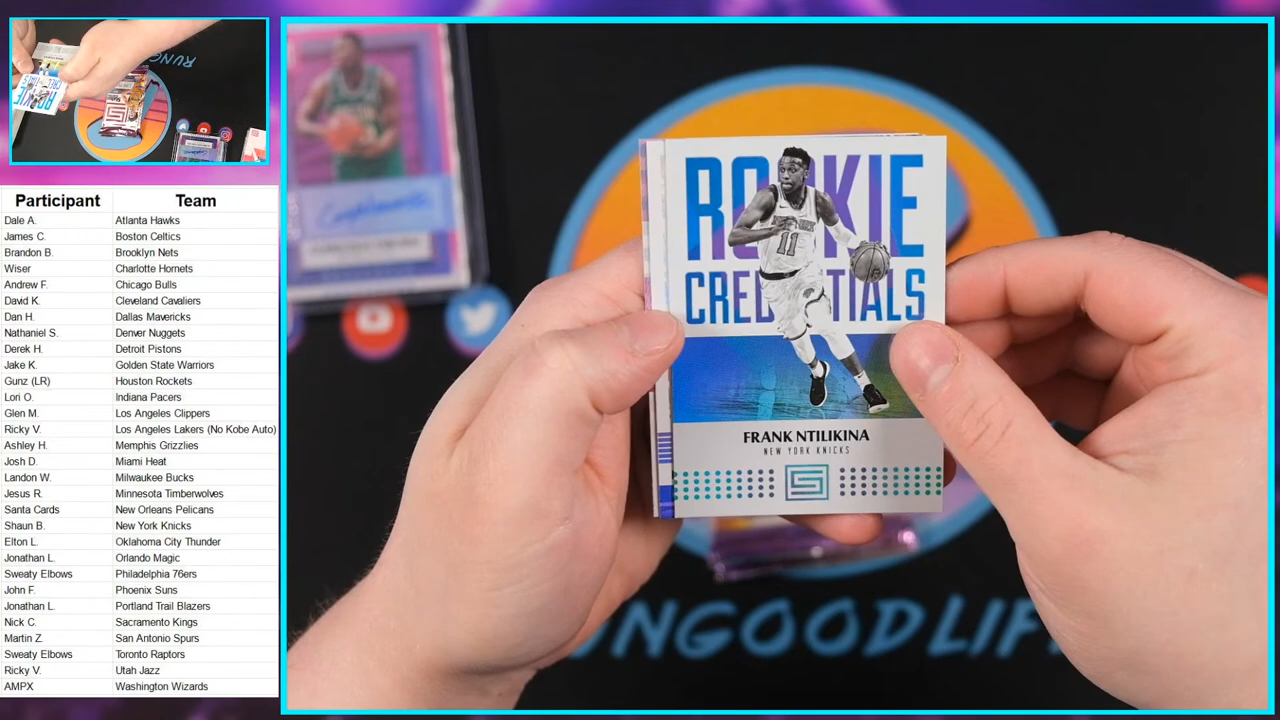 Participant Team
Dale A. Atlanta Hawks
James C. Boston Celtics
Brandon B. Brooklyn Nets
Wiser Charlotte Hornets
Andrew F. Chicago Bulls
David K. Cleveland Cavaliers
Dan H. Dallas Mavericks
Nathaniel S. Denver Nuggets
Derek H. Detroit Pistons
Jake K. Golden State Warriors
Gunz (LR) Houston Rockets
Lori O. Indiana Pacers
Glen M. Los Angeles Clippers
Ricky V. Los Angeles Lakers (No Kobe Auto)
Ashley H. Memphis Grizzlies
Josh D. Miami Heat
Landon W. Milwaukee Bucks
Jesus R. Minnesota Timberwolves
Santa Cards New Orleans Pelicans
Shaun B. New York Knicks
Elton L. Oklahoma City Thunder
Jonathan L. Orlando Magic
Sweaty Elbows Philadelphia 76ers
John F. Phoenix Suns
Jonathan L. Portland Trail Blazers
Nick C. Sacramento Kings
Martin Z. San Antonio Spurs
Sweaty Elbows Toronto Raptors
Ricky V. Utah Jazz
AMPX Washington Wizards
ROOKIE
CREDENTIALS
11
FRANK NTILIKINA
NEW YORK KNICKS
UNGOOD LIF